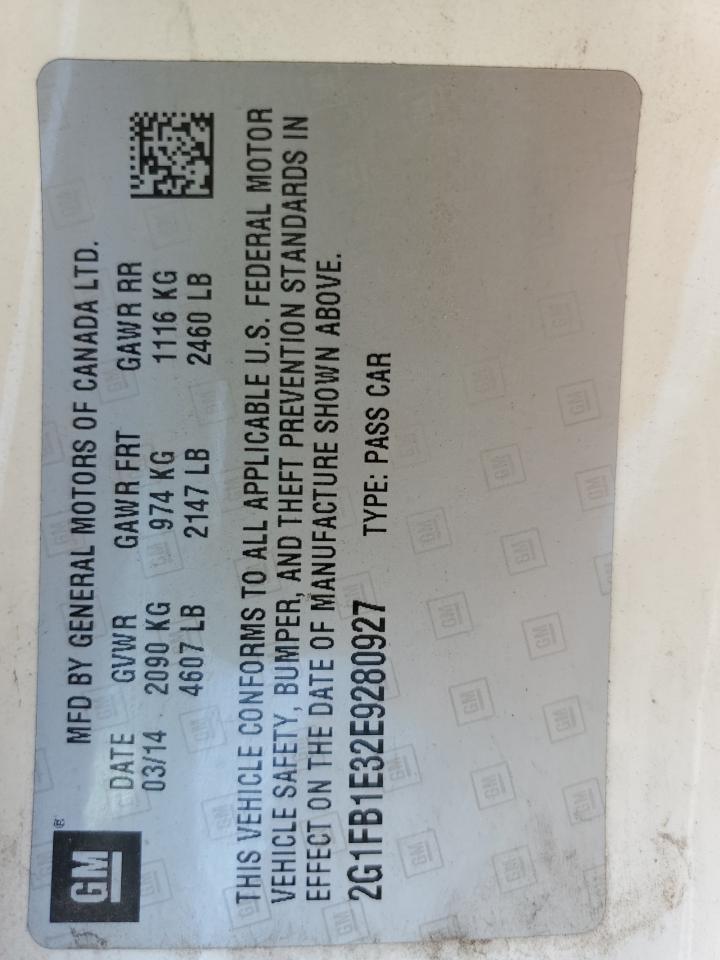 GM ®
MFD BY GENERAL MOTORS OF CANADA LTD.
DATE GVWR GAWR FRT GAWR RR
03/14 2090 KG 974 KG 1116 KG
4607 LB 2147 LB 2460 LB
THIS VEHICLE CONFORMS TO ALL APPLICABLE U.S. FEDERAL MOTOR
VEHICLE SAFETY, BUMPER, AND THEFT PREVENTION STANDARDS IN
EFFECT ON THE DATE OF MANUFACTURE SHOWN ABOVE.
2G1FB1E32E9280927 TYPE: PASS CAR